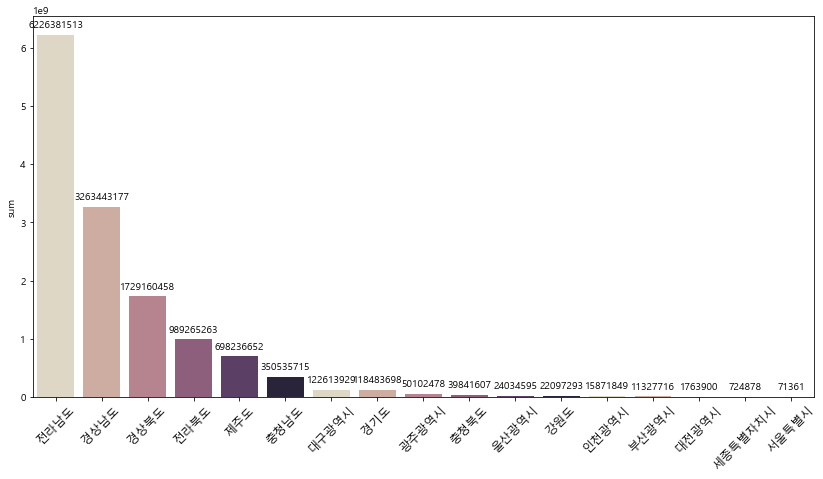 1e9
6226381513
6
5
4
3263443177
3
sum
2
1729160458
989265263
1
698236652
350535715
122613929
118483698
50102478
39841607
24034595
22097293
15871849
11327716
1763900
724878
71361
0
전라남도
경상남도
경상북도
전라북도
제주도
충청남도
대구광역시
경기도
광주광역시
충청북도
울산광역시
강원도
인천광역시
부산광역시
대전광역시
세종특별자치시
서울특별시